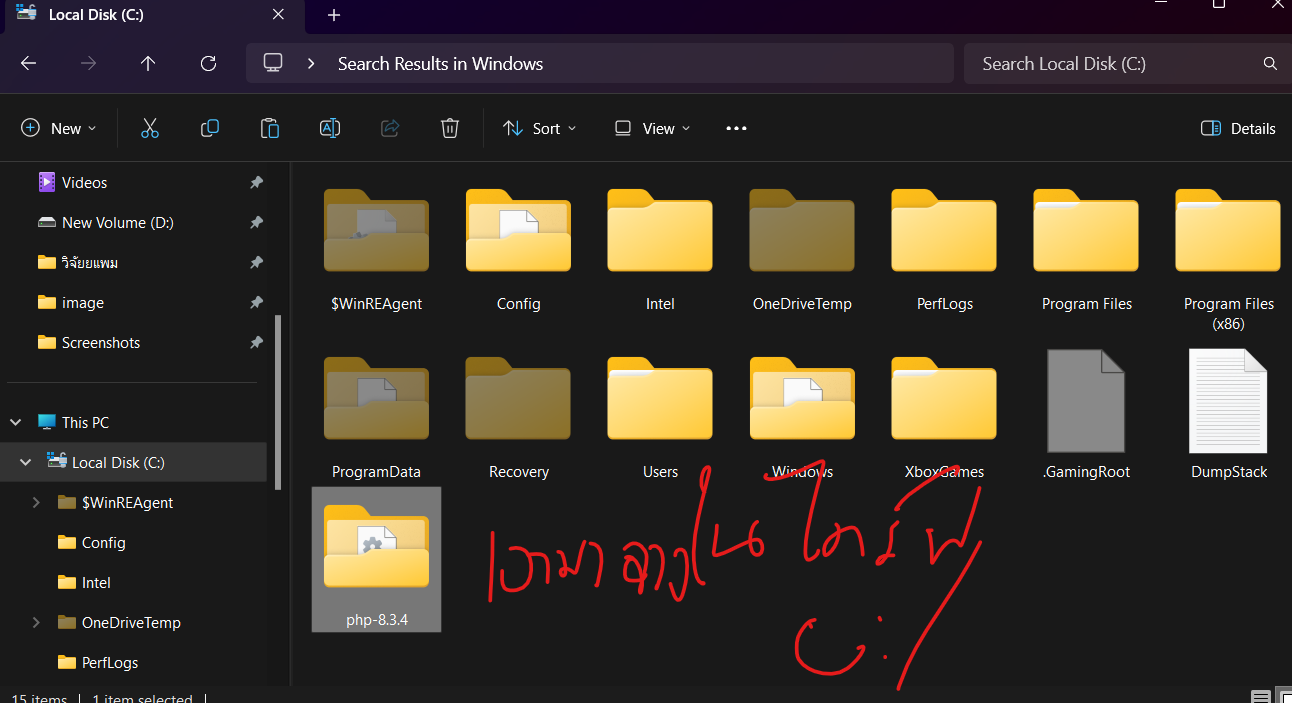 Local Disk (C:)
Search Results in Windows
Search Local Disk (C:)
New
Sort
View
Details
Videos
New Volume (D:)
วิจัยยแพม
image
Screenshots
This PC
Local Disk (C:)
$WinREAgent
Config
Intel
OneDriveTemp
PerfLogs
$WinREAgent
Config
Intel
OneDriveTemp
PerfLogs
Program Files
Program Files
(x86)
ProgramData
Recovery
Users
Windows
XboxGames
.GamingRoot
DumpStack
php-8.3.4
เอามาวางในไดร์ฟ
C:/
15 items
1 item selected